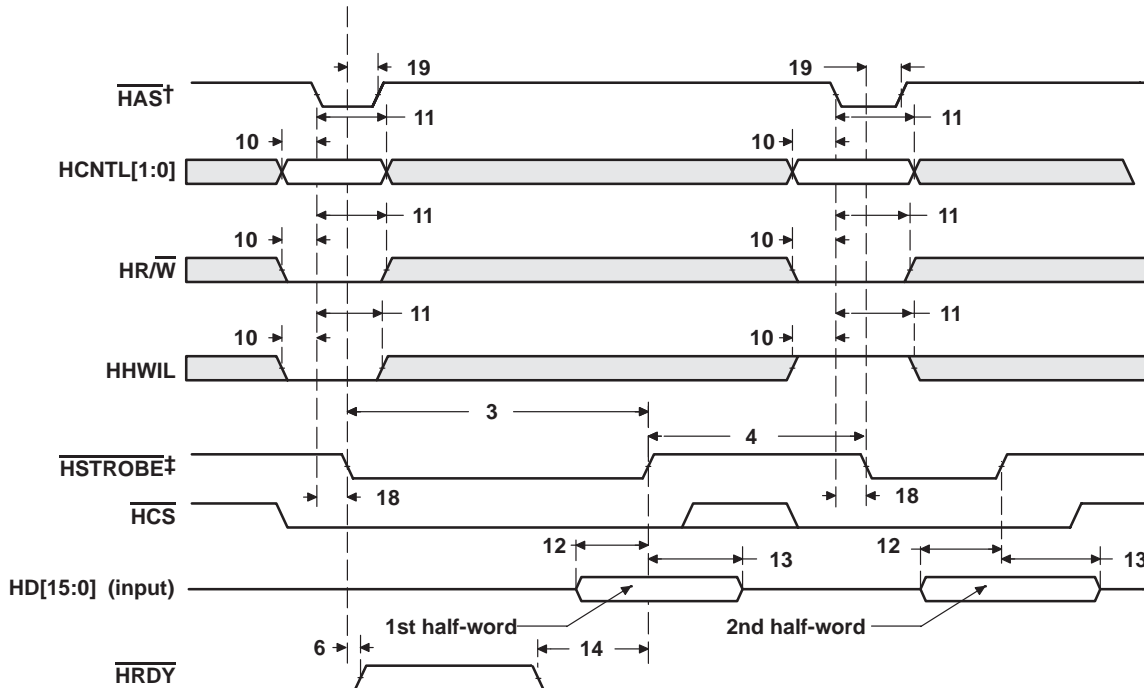 19 19
HAS†
11 11
10 10
HCNTL[1:0]
11 11
10 10
HR/W
11 11
10 10
HHWIL
3
4
HSTROBE‡
18 18
HCS
12 12
13 13
HD[15:0] (input)
1st half-word 2nd half-word
6 14
HRDY